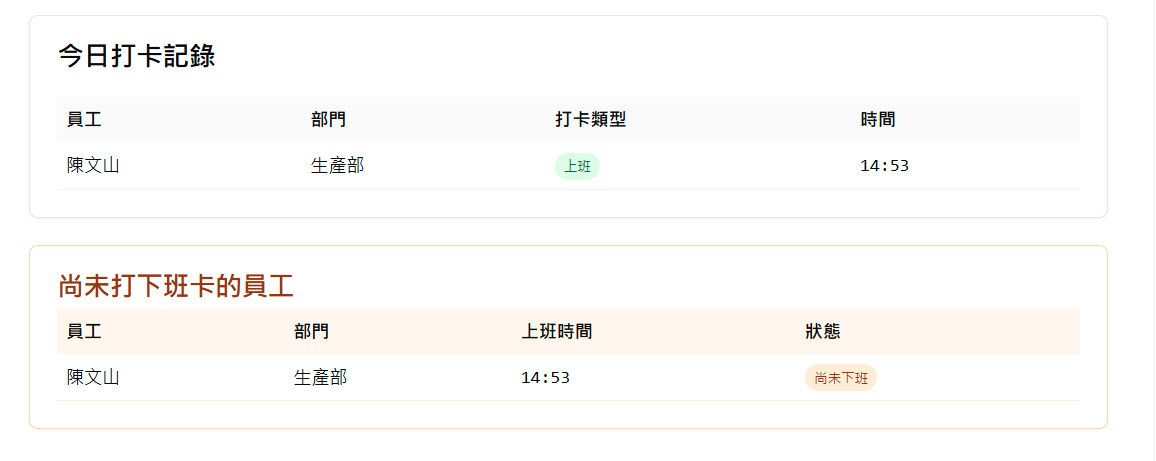 今日打卡記錄
員工 部門 打卡類型 時間
陳文山 生產部 上班 14:53
尚未打下班卡的員工
員工 部門 上班時間 狀態
陳文山 生產部 14:53 尚未下班